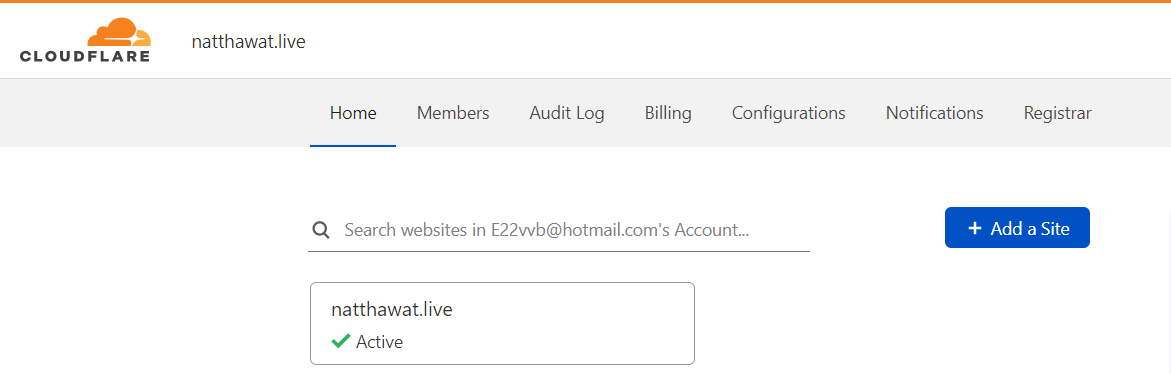 CLOUDFLARE
natthawat.live
Home Members Audit Log Billing Configurations Notifications Registrar
Search websites in E22vvb@hotmail.com's Account...
+ Add a Site
natthawat.live
Active